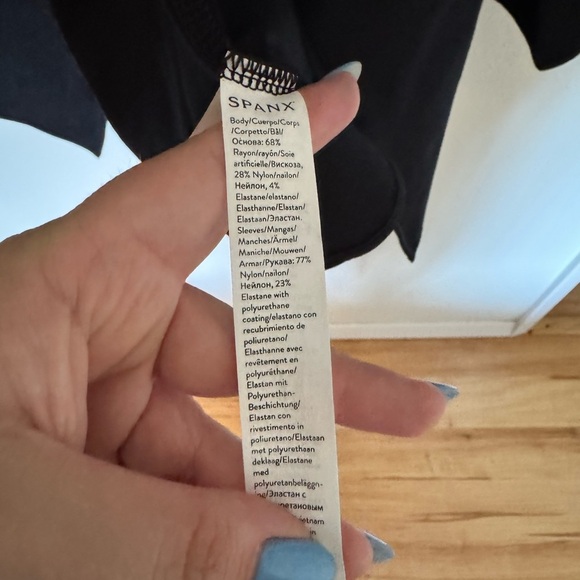 SPANX
Body/Cuerpo/Corps
/Corpetto/Bål/
Основа: 68%
Rayon/rayón/Soie
artificielle/Вискоза,
28% Nylon/nailon/
Нейлон, 4%
Elastane/elastano/
Elasthanne/Elastan/
Elastaan/Эластан.
Sleeves/Mangas/
Manches/Ärmel/
Maniche/Mouwen/
Armar/Рукава: 77%
Nylon/nailon/
Нейлон, 23%
Elastane with
polyurethane
coating/elastano con
recubrimiento de
poliuretano/
Elasthanne avec
revêtement en
polyuréthane/
Elastan mit
Polyurethan-
Beschichtung/
Elastan con
rivestimento in
poliuretano/Elastaan
met polyurethaan
deklaag/Elastane
med
polyuretanbeläggn-
с
in